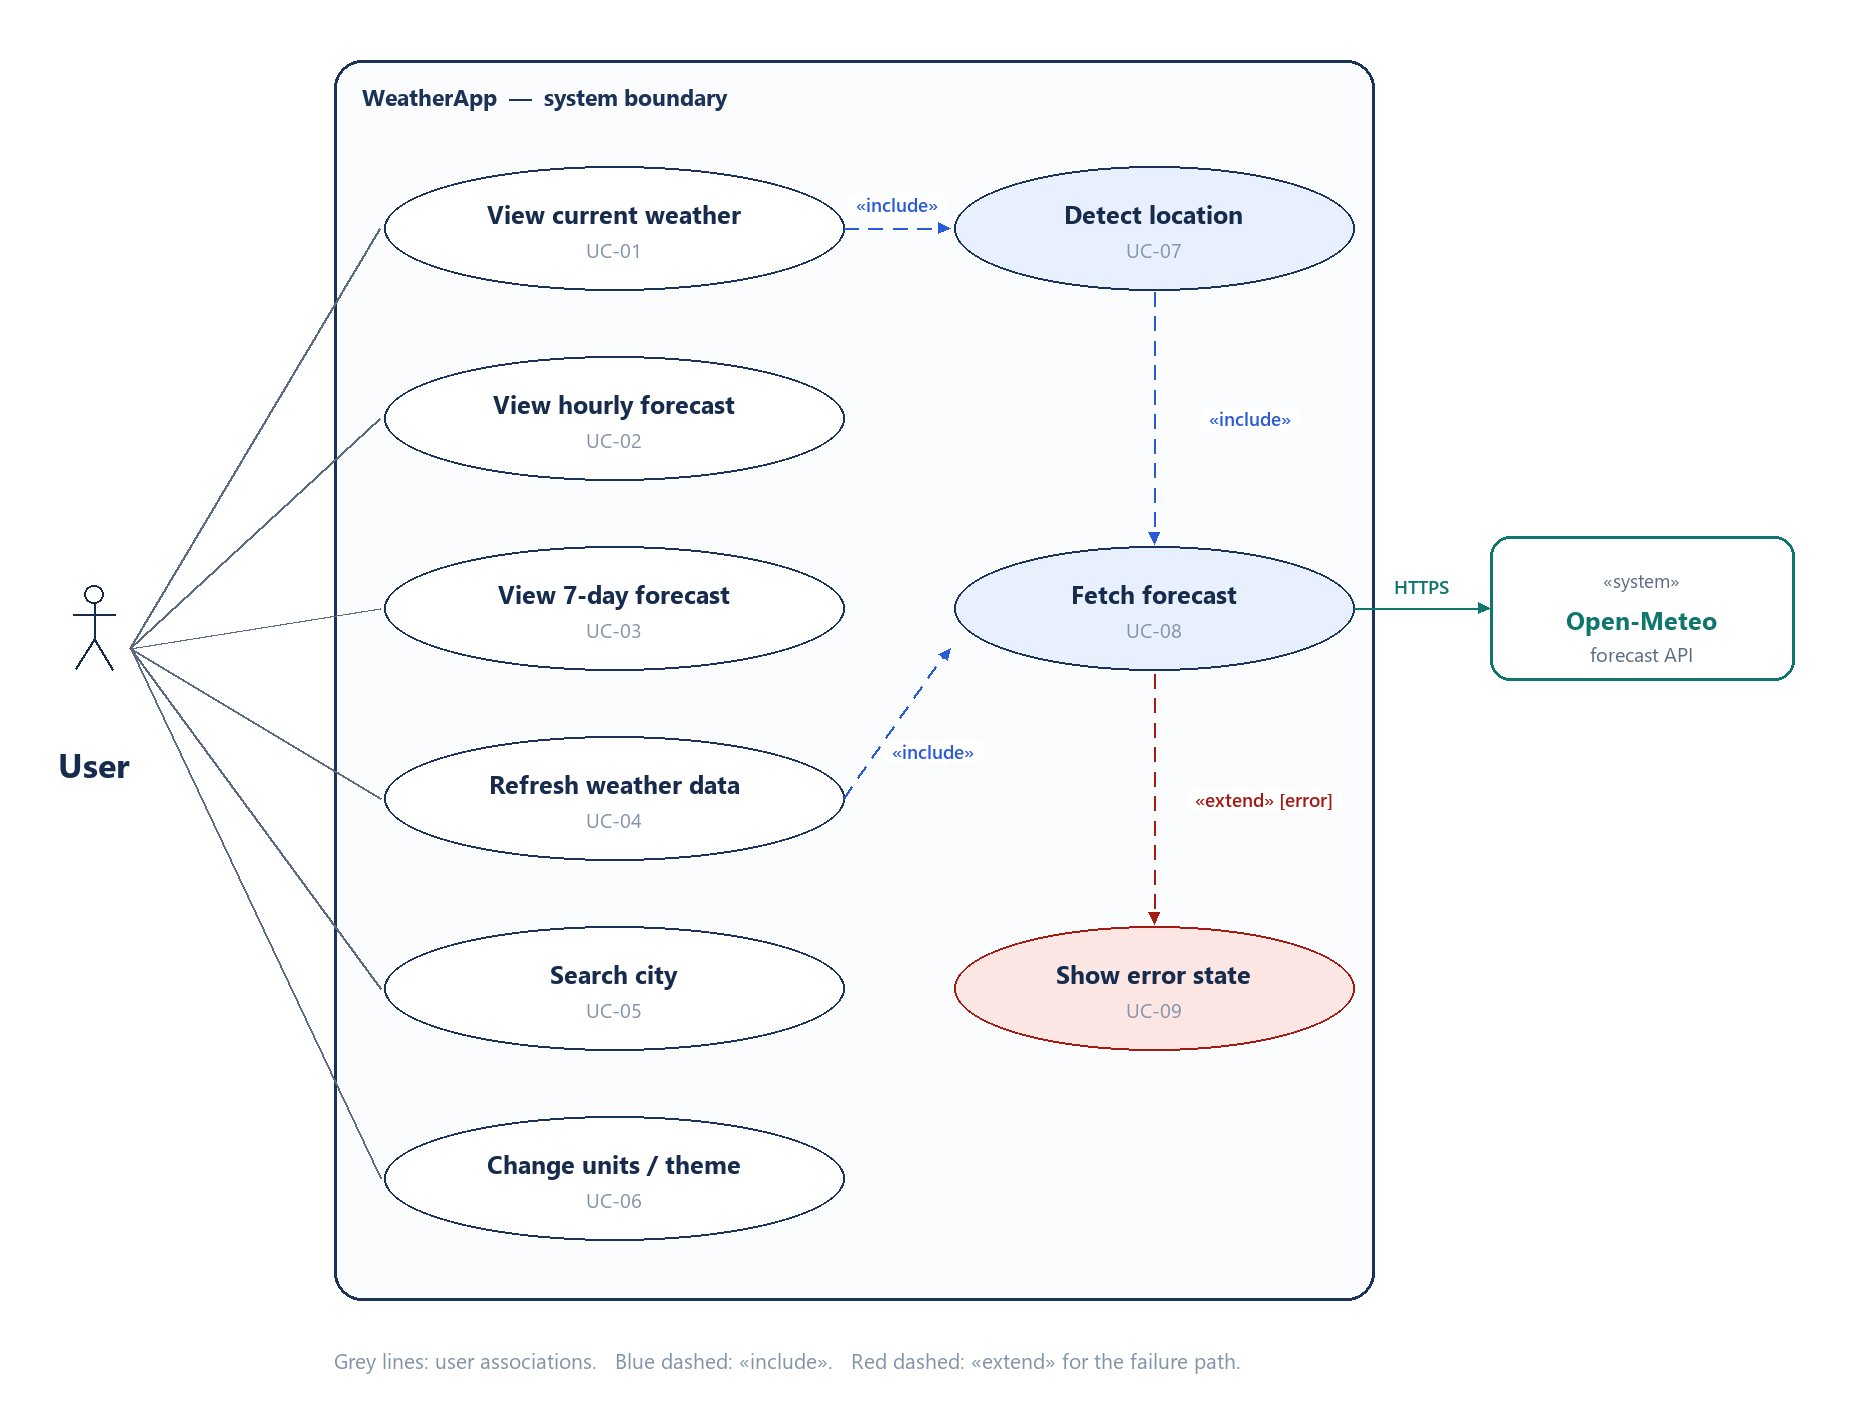 WeatherApp — system boundary
View current weather
UC-01
«include»
Detect location
UC-07
View hourly forecast
UC-02
«include»
View 7-day forecast
UC-03
Fetch forecast
UC-08
HTTPS
«system»
Open-Meteo
forecast API
User
Refresh weather data
UC-04
«include»
«extend» [error]
Search city
UC-05
Show error state
UC-09
Change units / theme
UC-06
Grey lines: user associations. Blue dashed: «include». Red dashed: «extend» for the failure path.